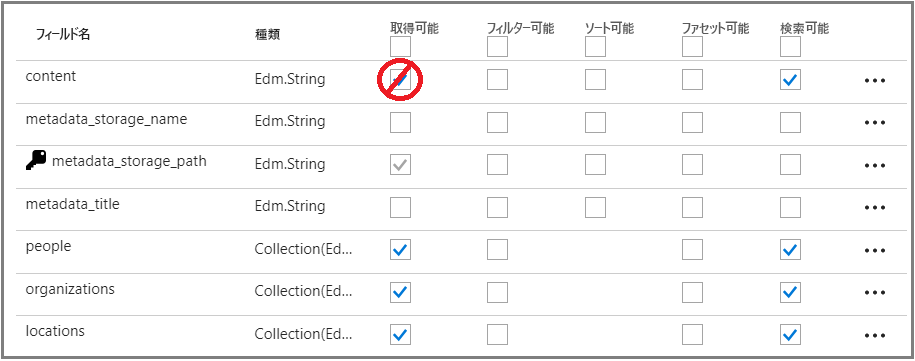 フィールド名 種類 取得可能 フィルター可能 ソート可能 ファセット可能 検索可能
content Edm.String
metadata_storage_name Edm.String
metadata_storage_path Edm.String
metadata_title Edm.String
people Collection(Ed...
organizations Collection(Ed...
locations Collection(Ed...